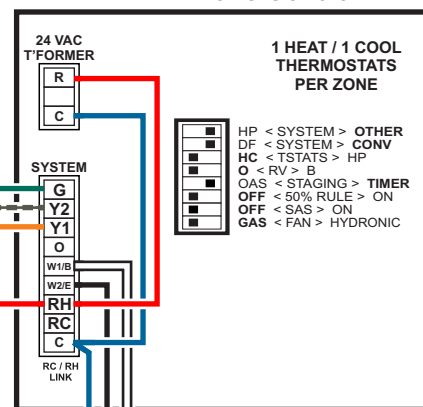 24 VAC
T'FORMER
R
C
1 HEAT / 1 COOL
THERMOSTATS
PER ZONE
HP < SYSTEM > OTHER
DF < SYSTEM > CONV
HC < TSTATS > HP
O < RV > B
OAS < STAGING > TIMER
OFF < 50% RULE > ON
OFF < SAS > ON
GAS < FAN > HYDRONIC
SYSTEM
G
Y2
Y1
O
W1/B
W2/E
RH
RC
C
RC / RH
LINK